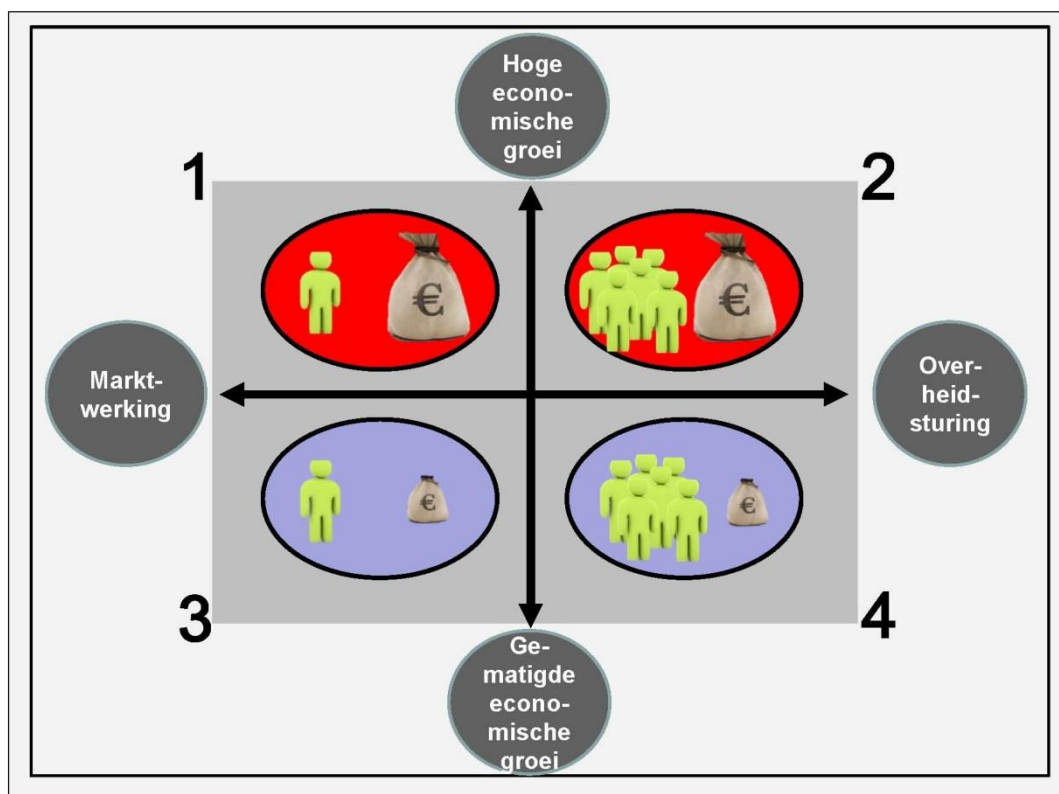 Hoge
econo-
mische
groei
1
2
€
€
Markt-
werking
Over-
heid-
sturing
€
€
3
4
Ge-
matigde
econo-
mische
groei